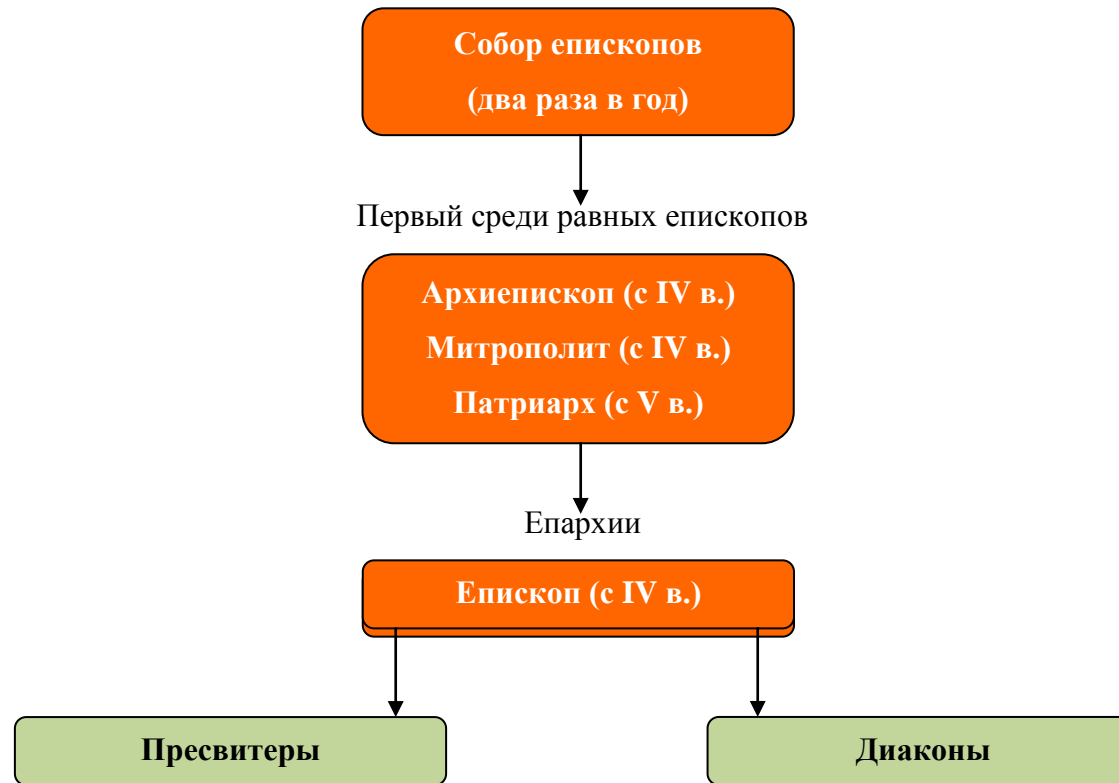 Собор епископов
(два раза в год)
Первый среди равных епископов
Архиепископ (с IV в.)
Митрополит (с IV в.)
Патриарх (с V в.)
Епархии
Епископ (с IV в.)
Пресвитеры
Диаконы